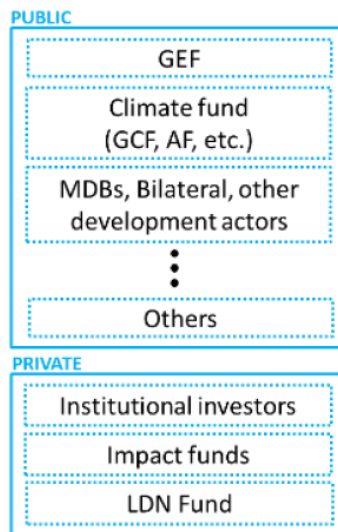 PUBLIC
GEF
Climate fund
(GCF, AF, etc.)
MDBs, Bilateral, other
development actors
Others
PRIVATE
Institutional investors
Impact funds
LDN Fund